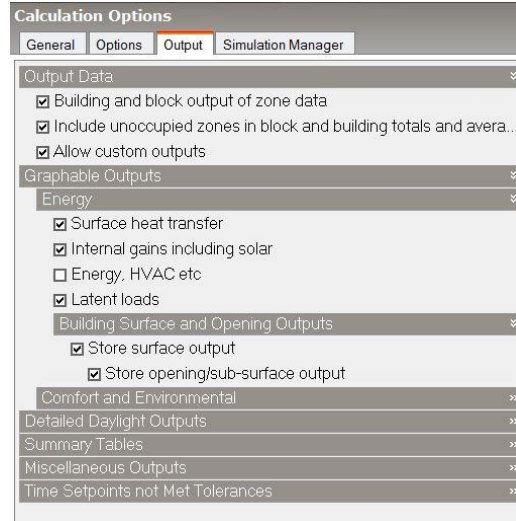 Calculation Options
General Options Output Simulation Manager
Output Data
Building and block output of zone data
Include unoccupied zones in block and building totals and avera...
Allow custom outputs
Graphable Outputs
Energy
Surface heat transfer
Internal gains including solar
Energy, HVAC etc
Latent loads
Building Surface and Opening Outputs
Store surface output
Store opening/sub-surface output
Comfort and Environmental
Detailed Daylight Outputs
Summary Tables
Miscellaneous Outputs
Time Setpoints not Met Tolerances